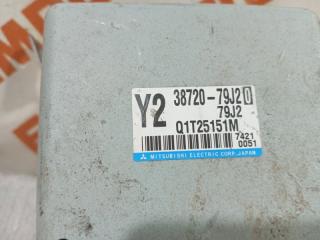 Y2 38720-79J20
79J2
Q1T25151M
7421
0051
MITSUBISHI ELECTRIC CORP. JAPAN